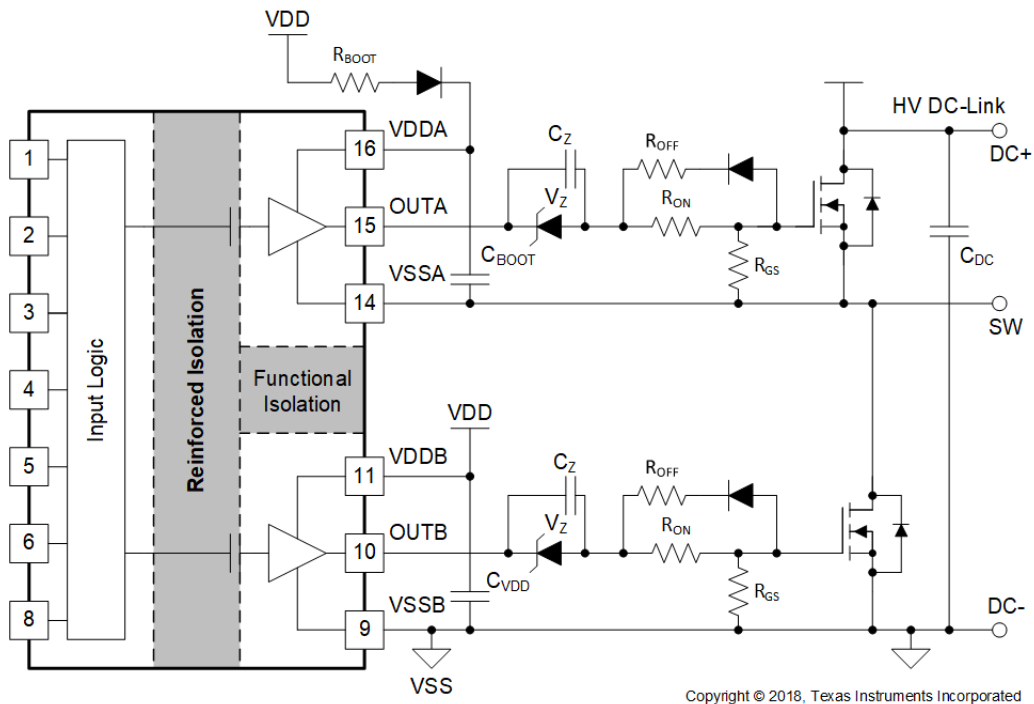 VDD
RBOOT
HV DC-Link
DC+
1
2
3
4
5
6
8
Input Logic
Reinforced Isolation
Functional
Isolation
16
VDDA
15
OUTA
VSSA
14
CZ
VZ
CBOOT
ROFF
RON
RGS
CDC
SW
VDD
11
VDDB
10
OUTB
VSSB
9
CZ
VZ
CVDD
ROFF
RON
RGS
DC-
VSS
Copyright © 2018, Texas Instruments Incorporated